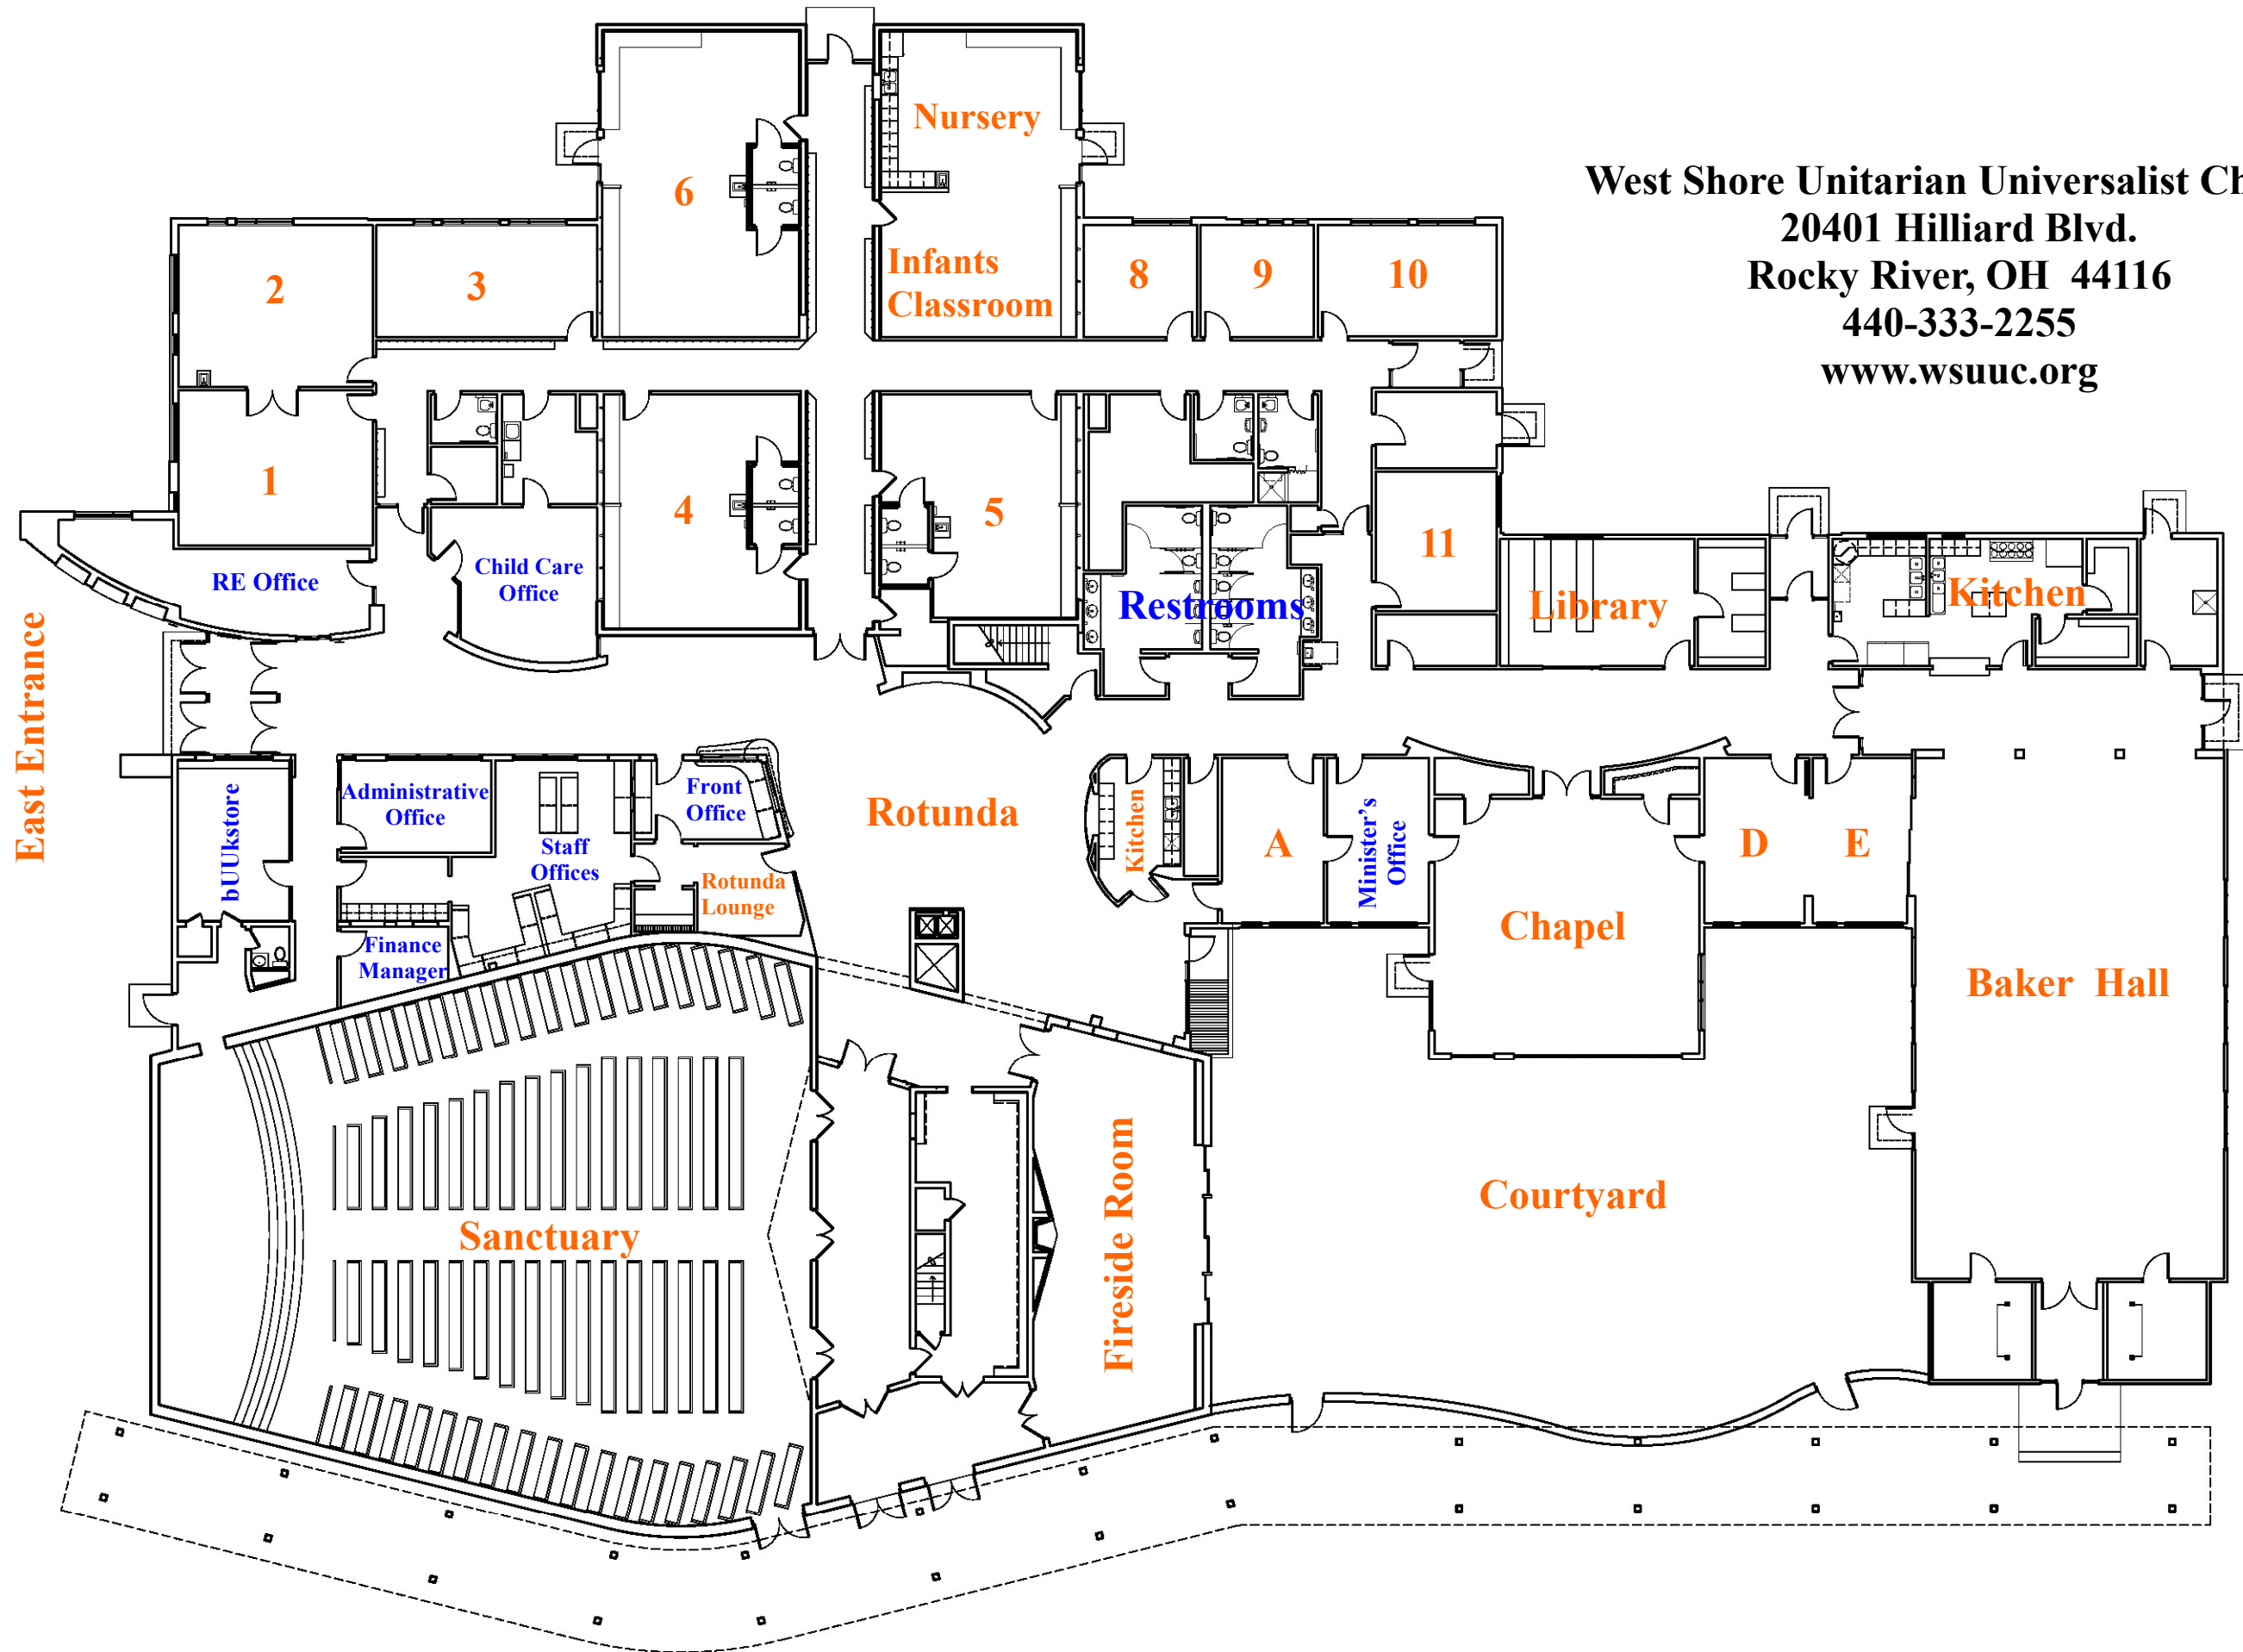 Nursery
West Shore Unitarian Universalist Ch
20401 Hilliard Blvd.
Rocky River, OH  44116
440-333-2255
www.wsuuc.org
6
2
3
Infants
Classroom
8
9
10
1
4
5
11
RE Office
Child Care
Office
Restrooms
Library
Kitchen
East Entrance
bUUkstore
Administrative
Office
Staff
Offices
Front
Office
Rotunda
Lounge
Finance
Manager
Rotunda
Kitchen
A
Minister's
Office
D
E
Chapel
Baker  Hall
Sanctuary
Fireside Room
Courtyard